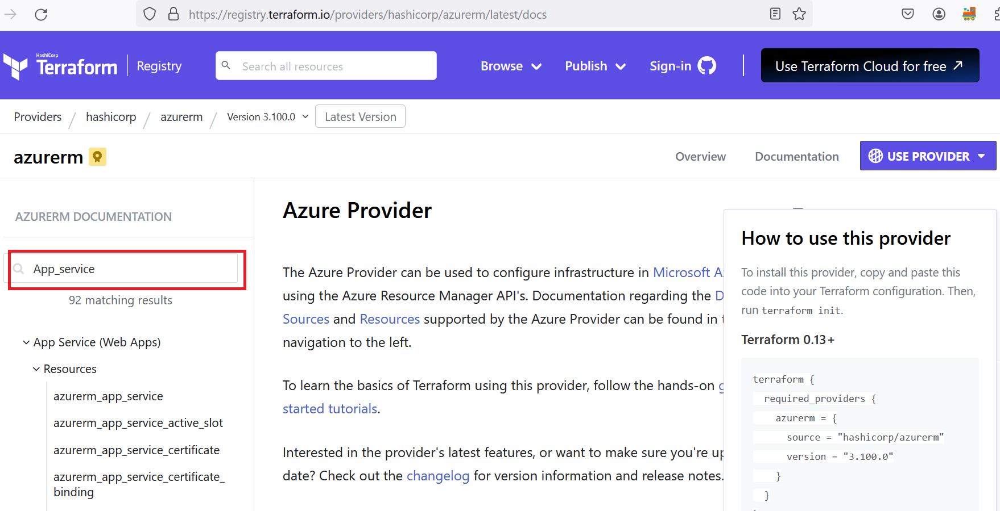 https://registry.terraform.io/providers/hashicorp/azurerm/latest/docs
HashiCorp
Terraform
Registry
Search all resources
Browse
Publish
Sign-in
Use Terraform Cloud for free
Providers / hashicorp / azurerm / Version 3.100.0
Latest Version
azurerm
Overview
Documentation
USE PROVIDER
AZURERM DOCUMENTATION
App_service
92 matching results
App Service (Web Apps)
Resources
azurerm_app_service
azurerm_app_service_active_slot
azurerm_app_service_certificate
azurerm_app_service_certificate_
binding
Azure Provider
The Azure Provider can be used to configure infrastructure in Microsoft A
using the Azure Resource Manager API's. Documentation regarding the D
Sources and Resources supported by the Azure Provider can be found in t
navigation to the left.
To learn the basics of Terraform using this provider, follow the hands-on g
started tutorials.
Interested in the provider's latest features, or want to make sure you're up
date? Check out the changelog for version information and release notes.
How to use this provider
To install this provider, copy and paste this
code into your Terraform configuration. Then,
run terraform init.
Terraform 0.13+
terraform {
required_providers {
azurerm = {
source = "hashicorp/azurerm"
version = "3.100.0"
}
}